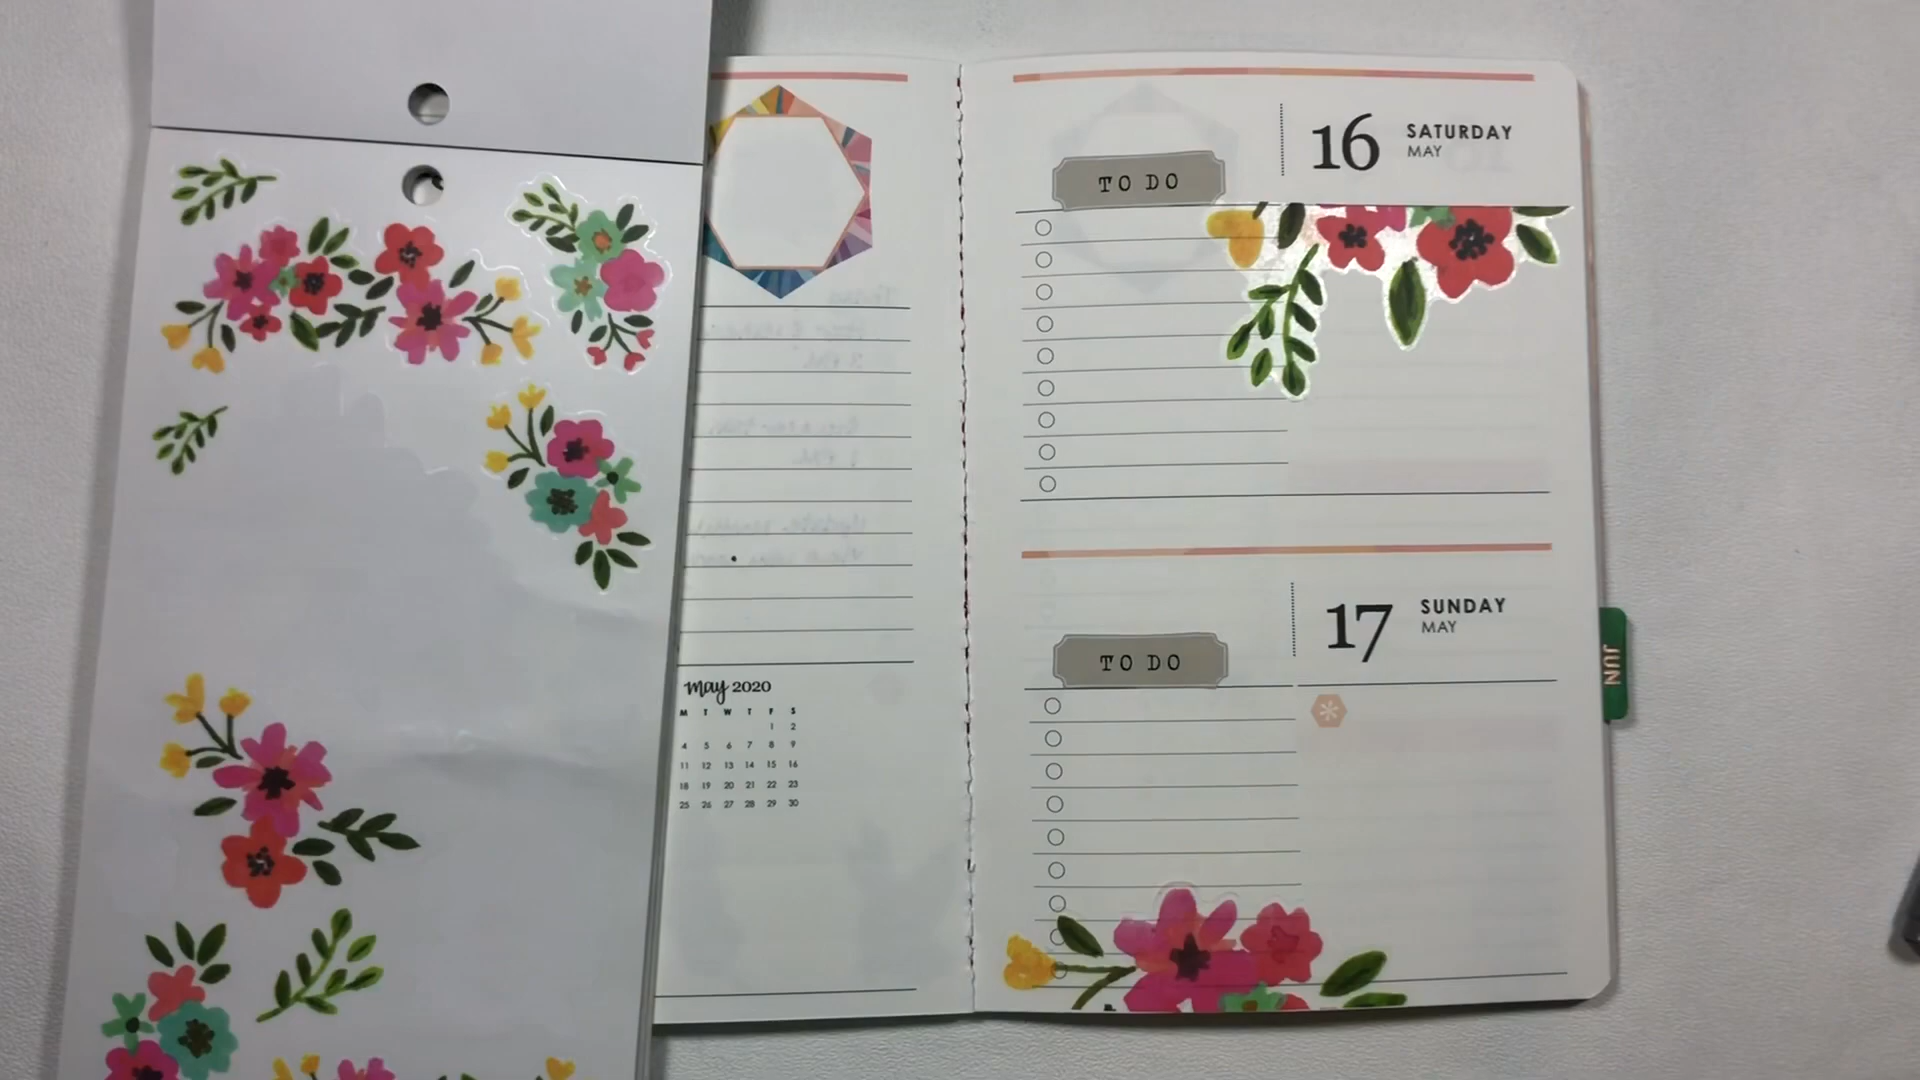 16 SATURDAY
MAY
TO DO
17 SUNDAY
MAY
TO DO
JUN
may 2020
M T W T F S
1 2
4 5 6 7 8 9
11 12 13 14 15 16
18 19 20 21 22 23
25 26 27 28 29 30